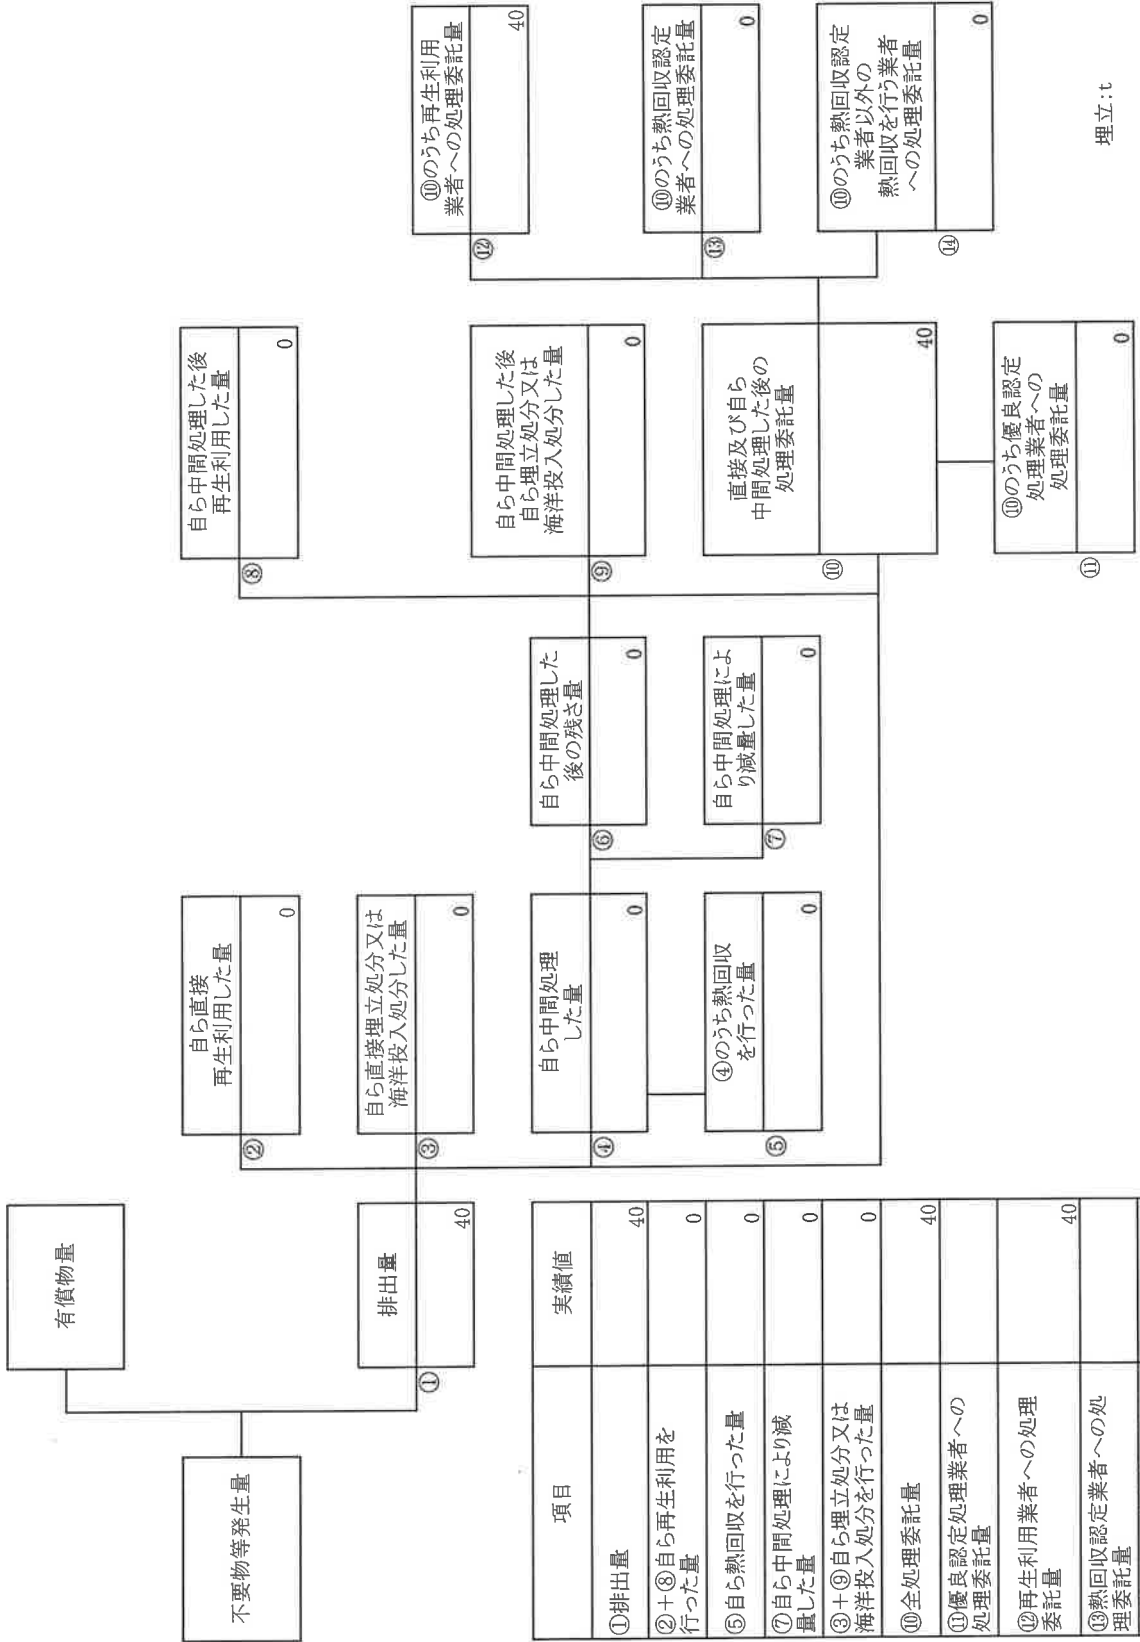 有償物量
不要物等発生量
①
排出量
40
②
自ら直接
再生利用した量
0
③
自ら直接埋立処分又は
海洋投入処分した量
0
④
自ら中間処理
した量
0
⑤
④のうち熱回収
を行った量
0
⑥
自ら中間処理した
後の残さ量
0
⑦
自ら中間処理によ
り減量した量
0
⑧
自ら中間処理した後
再生利用した量
0
⑨
自ら中間処理した後
自ら埋立処分又は
海洋投入処分した量
0
⑩
直接及び自ら
中間処理した後の
処理委託量
40
⑪
⑩のうち優良認定
処理業者への
処理委託量
0
⑫
⑩のうち再生利用
業者への処理委託量
40
⑬
⑩のうち熱回収認定
業者への処理委託量
0
⑭
⑩のうち熱回収認定
業者以外の
熱回収を行う業者
への処理委託量
0
埋立:t
項目 実績値
①排出量 40
②+⑧自ら再生利用を
行った量 0
⑤自ら熱回収を行った量 0
⑦自ら中間処理により減
量した量 0
③+⑨自ら埋立処分又は
海洋投入処分を行った量 0
⑩全処理委託量 40
⑪優良認定処理業者への
処理委託量
⑫再生利用業者への処理
委託量 40
⑬熱回収認定業者への処
理委託量